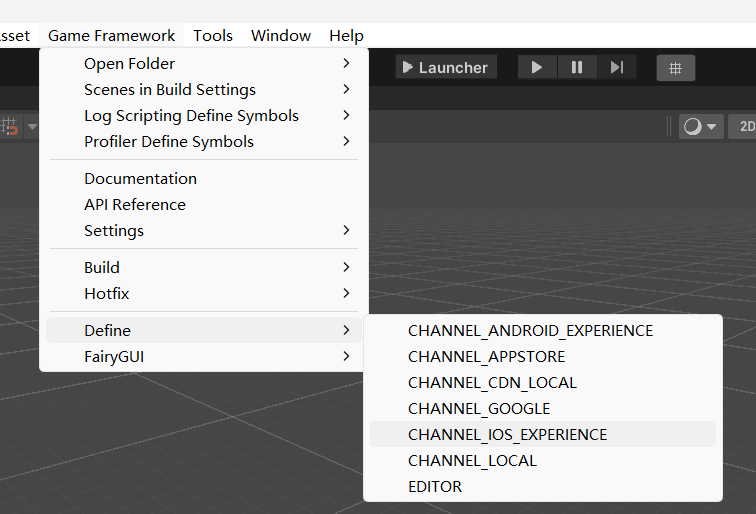 sset Game Framework Tools Window Help
Open Folder
Launcher
Scenes in Build Settings
Log Scripting Define Symbols
2D
Profiler Define Symbols
Documentation
API Reference
Settings
Build
Hotfix
Define
FairyGUI
CHANNEL_ANDROID_EXPERIENCE
CHANNEL_APPSTORE
CHANNEL_CDN_LOCAL
CHANNEL_GOOGLE
CHANNEL_IOS_EXPERIENCE
CHANNEL_LOCAL
EDITOR